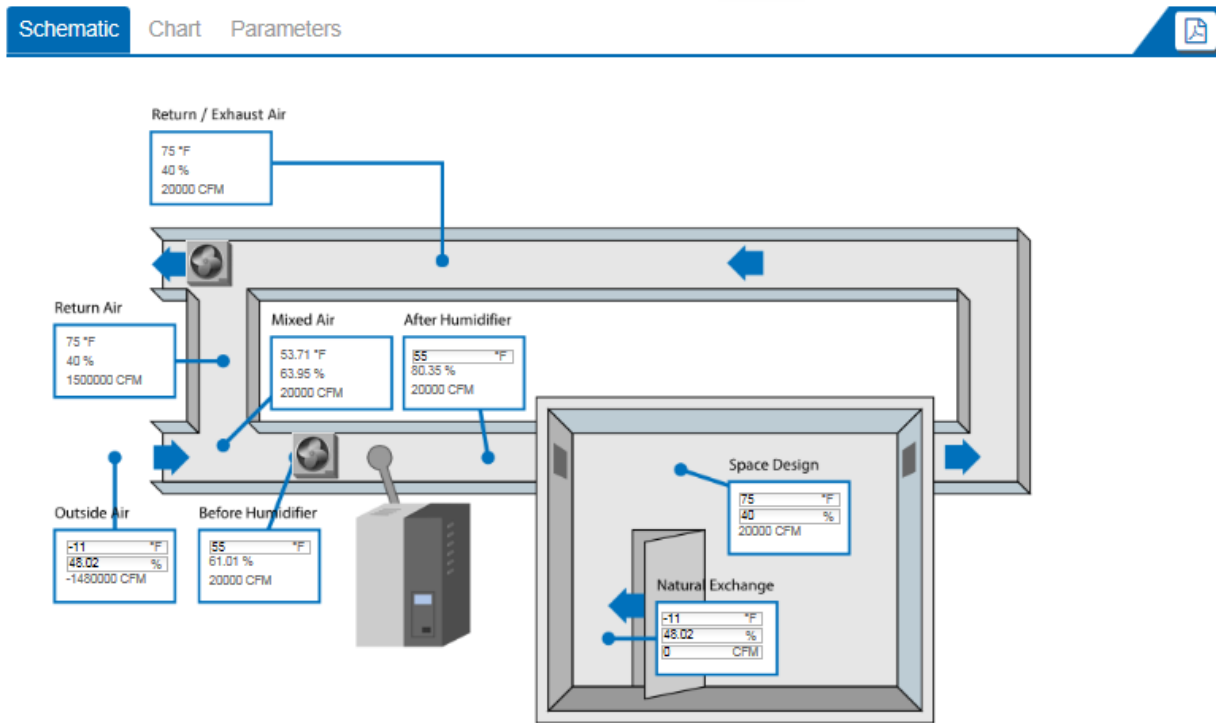 Schematic Chart Parameters
Return / Exhaust Air
75 °F
40 %
20000 CFM
Return Air
75 °F
40 %
1500000 CFM
Mixed Air
53.71 °F
63.95 %
20000 CFM
After Humidifier
55 °F
80.35 %
20000 CFM
Outside Air
-11 °F
48.02 %
-1480000 CFM
Before Humidifier
55 °F
61.01 %
20000 CFM
Space Design
75 °F
40 %
20000 CFM
Natural Exchange
-11 °F
48.02 %
0 CFM